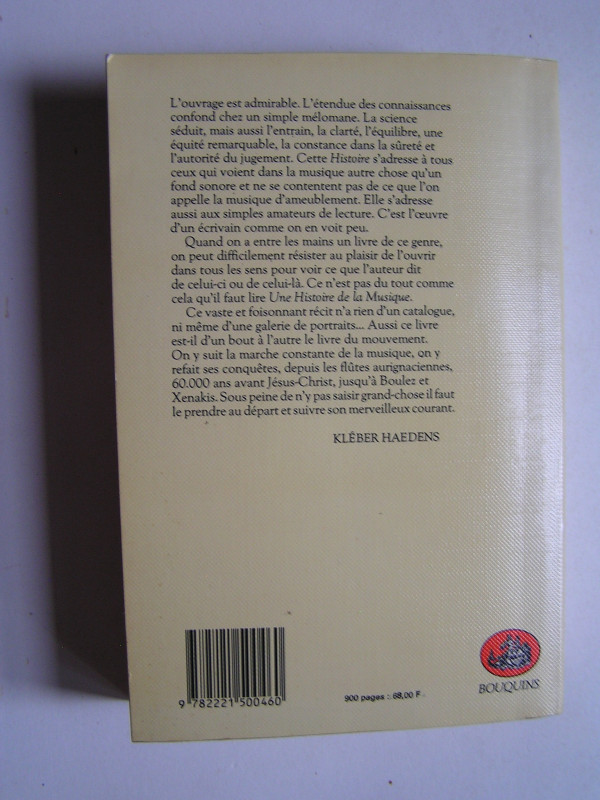 L'ouvrage est admirable. L'étendue des connaissances
confond chez un simple mélomane. La science
séduit, mais aussi l'entrain, la clarté, l'équilibre, une
équité remarquable, la constance dans la sûreté et
l'autorité du jugement. Cette Histoire s'adresse à tous
ceux qui voient dans la musique autre chose qu'un
fond sonore et ne se contentent pas de ce que l'on
appelle la musique d'ameublement. Elle s'adresse
aussi aux simples amateurs de lecture. C'est l'œuvre
d'un écrivain comme on en voit peu.
Quand on a entre les mains un livre de ce genre,
on peut difficilement résister au plaisir de l'ouvrir
dans tous les sens pour voir ce que l'auteur dit
de celui-ci ou de celui-là. Ce n'est pas du tout comme
cela qu'il faut lire Une Histoire de la Musique.
Ce vaste et foisonnant récit n'a rien d'un catalogue,
ni même d'une galerie de portraits... Aussi ce livre
est-il d'un bout à l'autre le livre du mouvement.
On y suit la marche constante de la musique, on y
refait ses conquêtes, depuis les flûtes aurignaciennes,
60.000 ans avant Jésus-Christ, jusqu'à Boulez et
Xenakis. Sous peine de n'y pas saisir grand-chose il faut
le prendre au départ et suivre son merveilleux courant.
KLÉBER HAEDENS
9 782221 500460
900 pages : 68,00 F
BOUQUINS